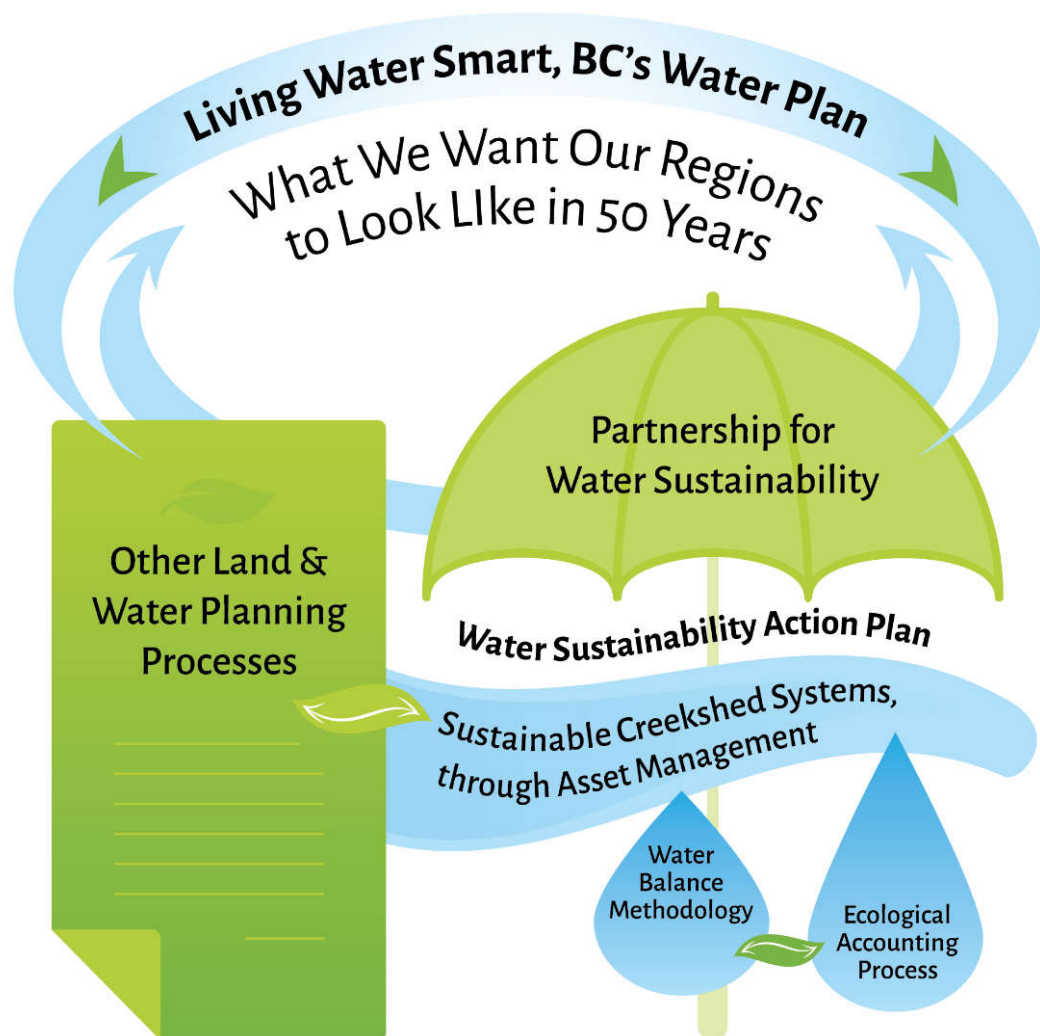 Living Water Smart, BC's Water Plan
What We Want Our Regions
to Look LIke in 50 Years
Partnership for
Water Sustainability
Other Land &
Water Planning
Processes
Water Sustainability Action Plan
Sustainable Creekshed Systems,
through Asset Management
Water
Balance
Methodology
Ecological
Accounting
Process